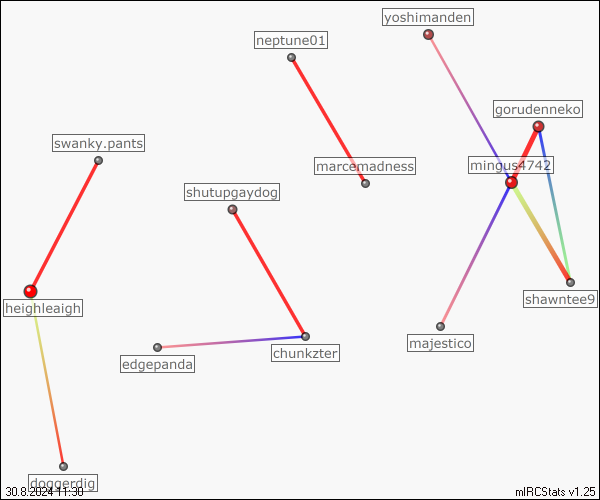 yoshimanden
neptune01
gorudenneko
swanky.pants
marcemadness
mingus4742
shutupgaydog
heighleaigh
shawntee9
majestico
chunkzter
edgepanda
doggerdig
30.8.2024 11:30
mIRCStats v1.25